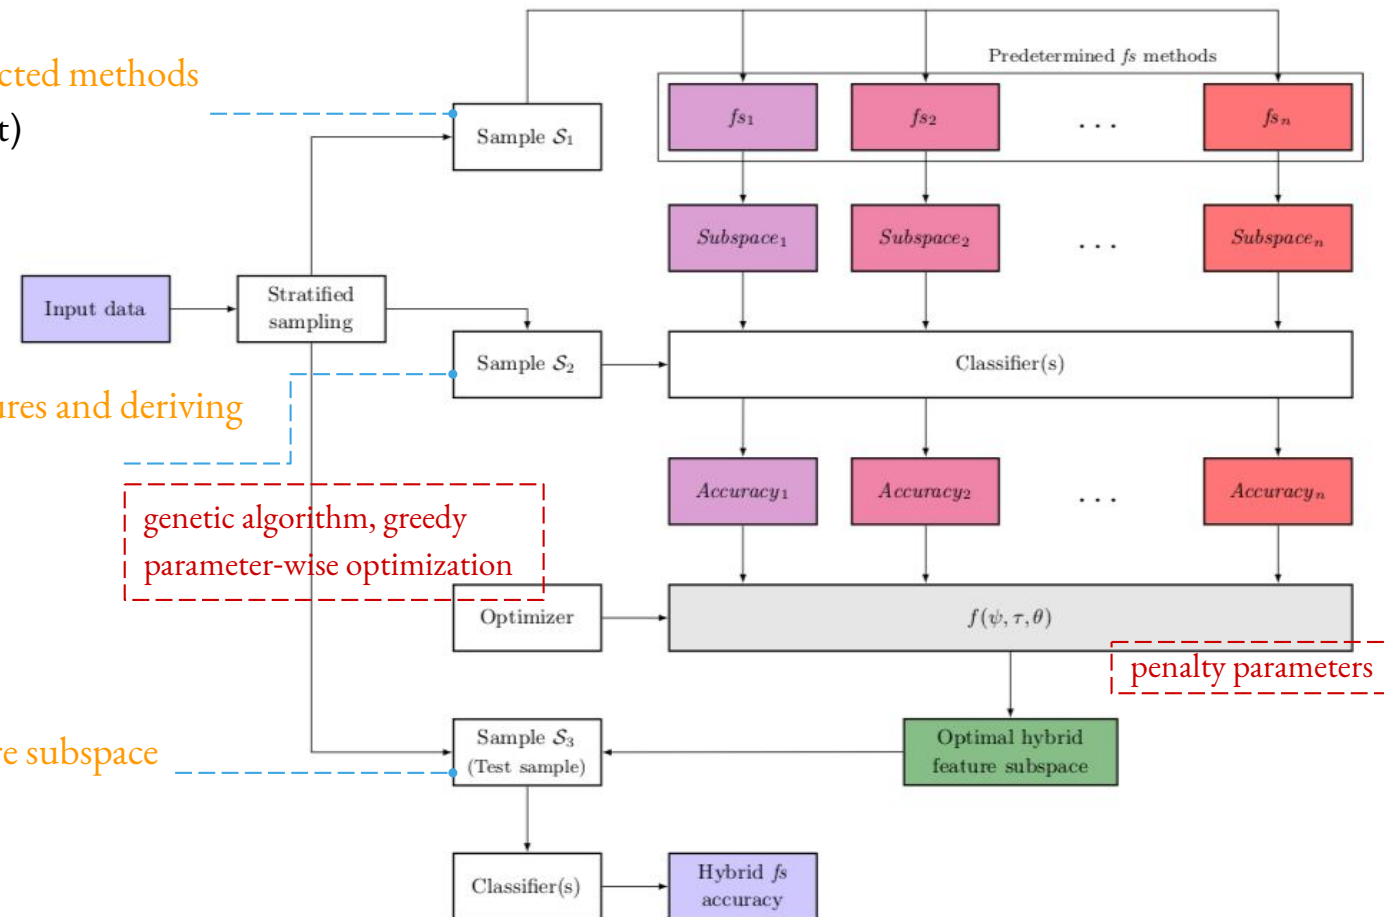 Predetermined fs methods
cted methods
t)
Sample S₁
fs₁
fs₂
. . .
fsₙ
Subspace₁
Subspace₂
. . .
Subspaceₙ
Input data
Stratified
sampling
Sample S₂
Classifier(s)
ures and deriving
Accuracy₁
Accuracy₂
. . .
Accuracyₙ
genetic algorithm, greedy
parameter-wise optimization
Optimizer
f(ψ, τ, θ)
penalty parameters
re subspace
Sample S₃
(Test sample)
Optimal hybrid
feature subspace
Classifier(s)
Hybrid fs
accuracy